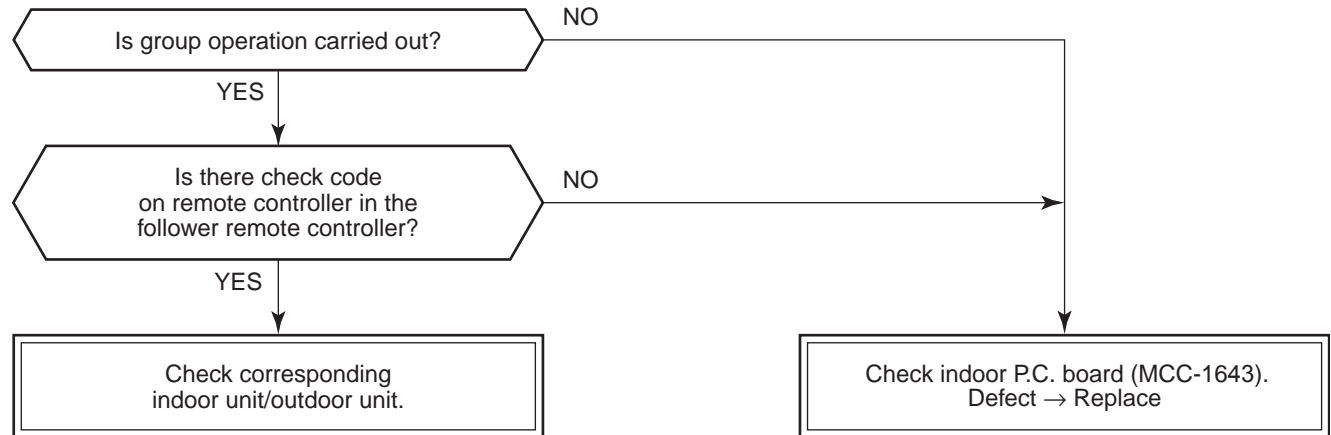 Is group operation carried out?
NO
YES
Is there check code
on remote controller in the
follower remote controller?
NO
YES
Check corresponding
indoor unit/outdoor unit.
Check indoor P.C. board (MCC-1643).
Defect → Replace